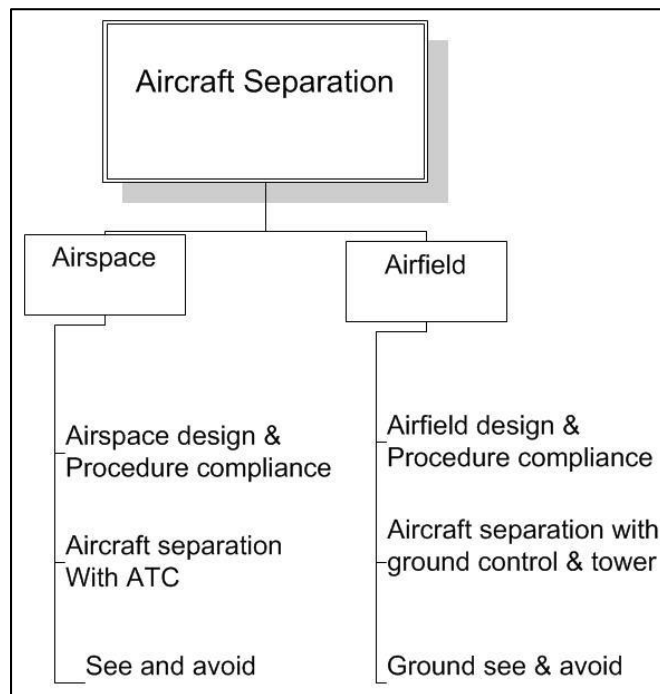 Aircraft Separation
Airspace
Airfield
Airspace design &
Procedure compliance
Aircraft separation
With ATC
See and avoid
Airfield design &
Procedure compliance
Aircraft separation with
ground control & tower
Ground see & avoid